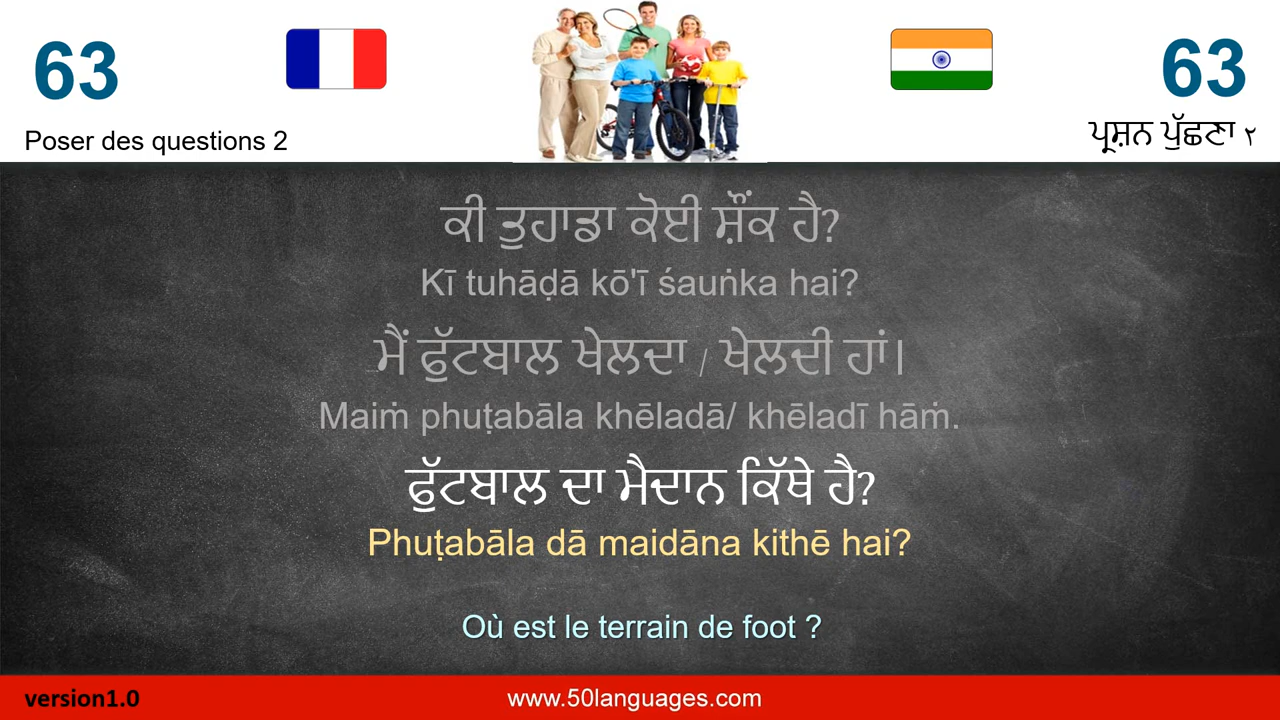 63
63
Poser des questions 2
ਪ੍ਰਸ਼ਨ ਪੁੱਛਣਾ ੨
ਕੀ ਤੁਹਾਡਾ ਕੋਈ ਸ਼ੌਂਕ ਹੈ?
Kī tuhāḍā kō'ī śauṅka hai?
ਮੈਂ ਫੁੱਟਬਾਲ ਖੇਲਦਾ / ਖੇਲਦੀ ਹਾਂ।
Maiṁ phuṭabāla khēladā/ khēladī hāṁ.
ਫੁੱਟਬਾਲ ਦਾ ਮੈਦਾਨ ਕਿੱਥੇ ਹੈ?
Phuṭabāla dā maidāna kithē hai?
Où est le terrain de foot ?
version1.0
www.50languages.com